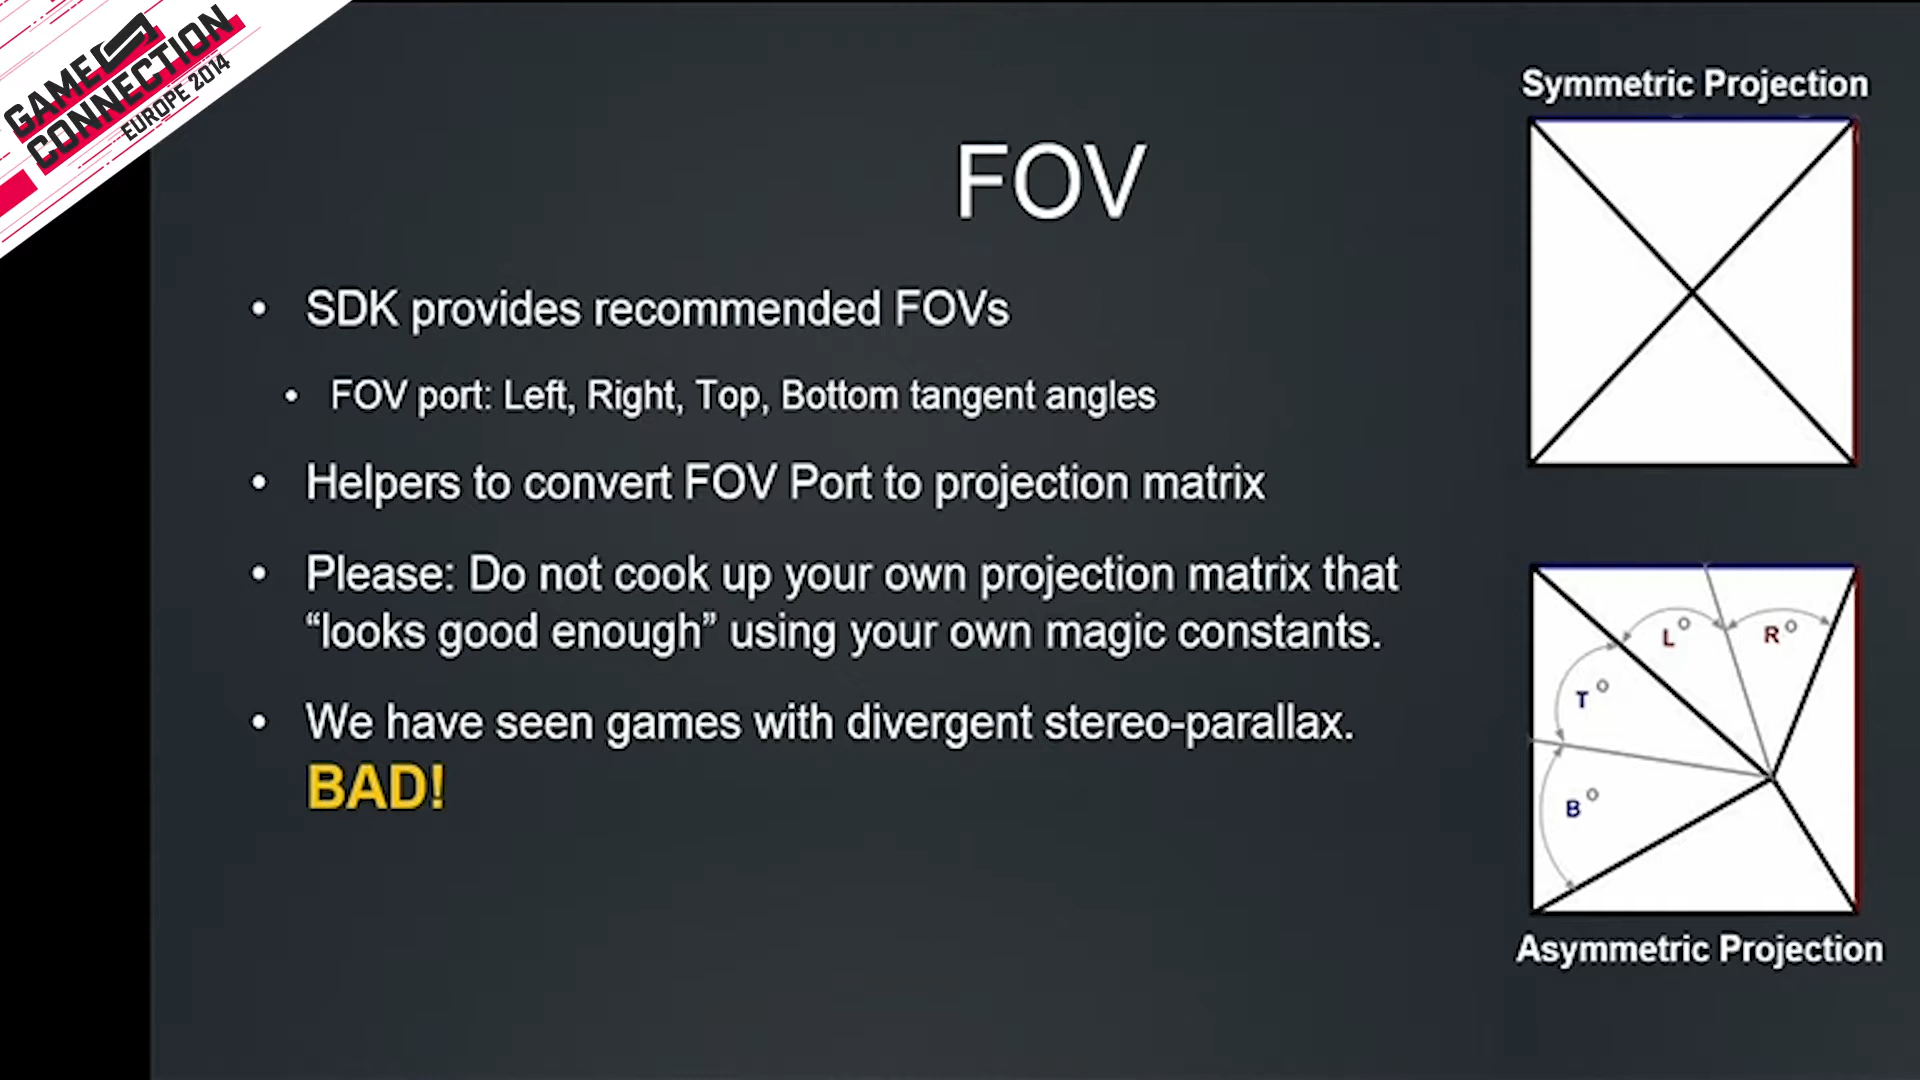 GAME
CONNECTION
EUROPE 2014
FOV
• SDK provides recommended FOVs
• FOV port: Left, Right, Top, Bottom tangent angles
• Helpers to convert FOV Port to projection matrix
• Please: Do not cook up your own projection matrix that
“looks good enough” using your own magic constants.
• We have seen games with divergent stereo-parallax.
BAD!
Symmetric Projection
L°
R°
T°
B°
Asymmetric Projection